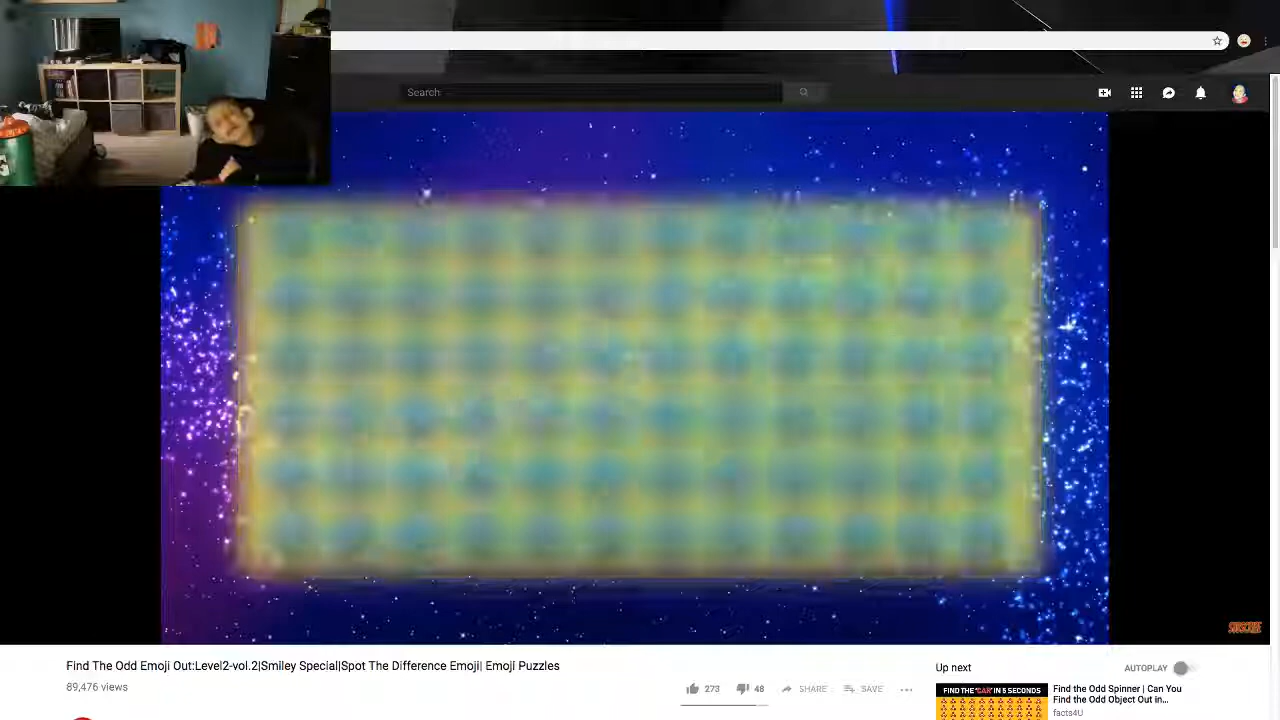 Search
SUBSCRIBE
Find The Odd Emoji Out:Level2-vol.2|Smiley Special|Spot The Difference Emoji| Emoji Puzzles
89,476 views
273
48
SHARE
SAVE
Up next
AUTOPLAY
FIND THE "CAR" IN 5 SECONDS
Find the Odd Spinner | Can You
Find the Odd Object Out in...
facts4U